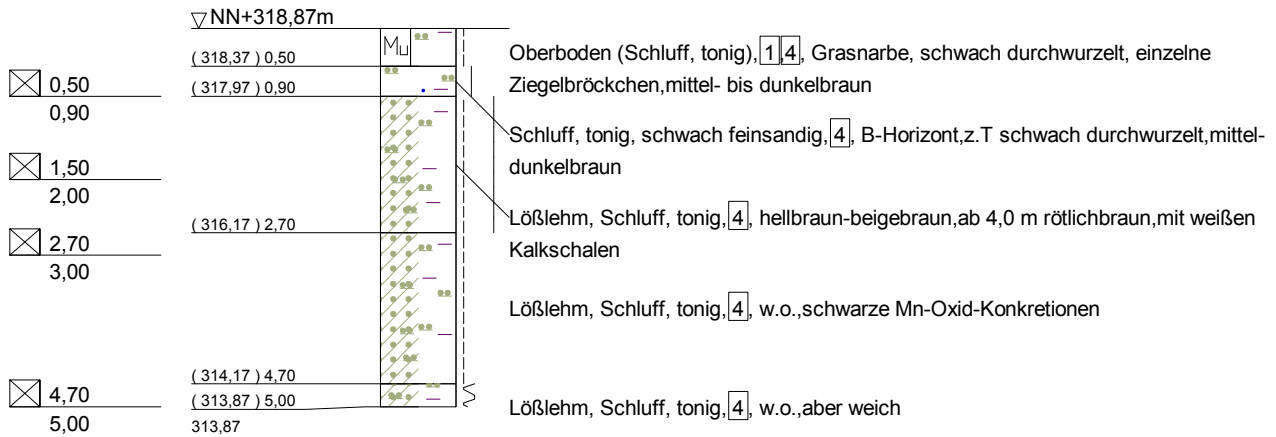 NN+318,87m
Mu
( 318,37 ) 0,50
Oberboden (Schluff, tonig),1,4, Grasnarbe, schwach durchwurzelt, einzelne
Ziegelbröckchen,mittel- bis dunkelbraun
0,50
0,90
( 317,97 ) 0,90
Schluff, tonig, schwach feinsandig,4, B-Horizont,z.T schwach durchwurzelt,mittel-
dunkelbraun
1,50
2,00
Lößlehm, Schluff, tonig,4, hellbraun-beigebraun,ab 4,0 m rötlichbraun,mit weißen
Kalkschalen
( 316,17 ) 2,70
2,70
3,00
Lößlehm, Schluff, tonig,4, w.o.,schwarze Mn-Oxid-Konkretionen
( 314,17 ) 4,70
4,70
5,00
( 313,87 ) 5,00
313,87
Lößlehm, Schluff, tonig,4, w.o.,aber weich